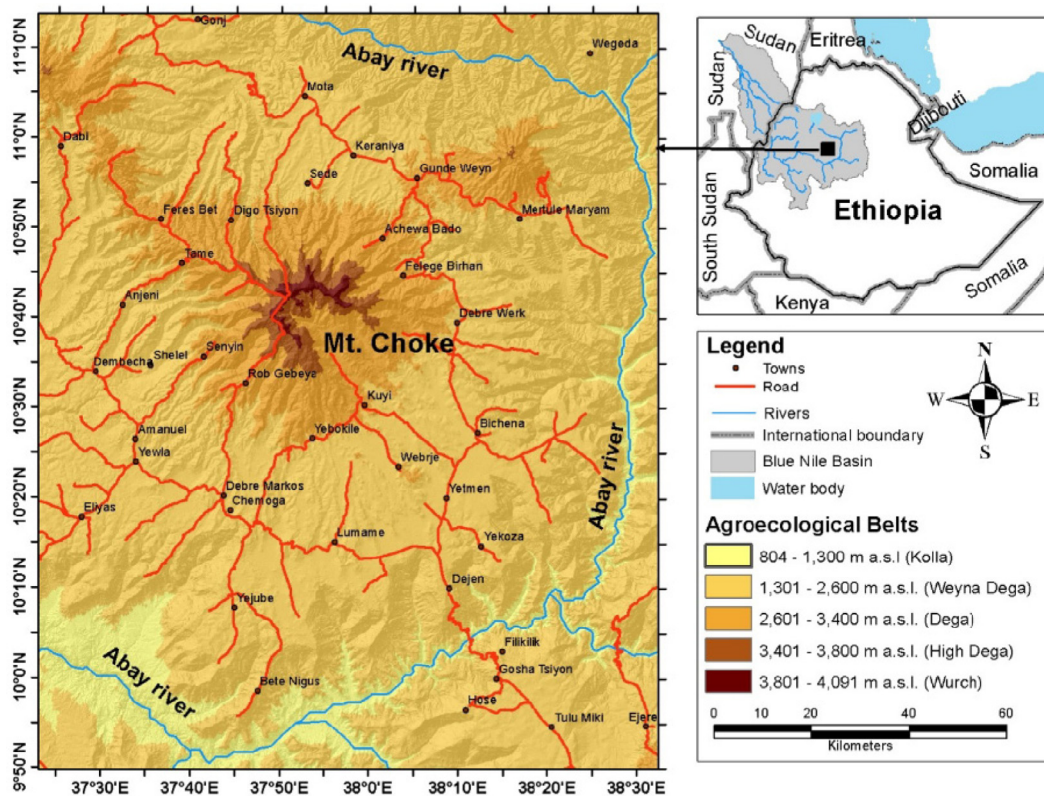 Gonj
Abay river
Wegeda
Mota
Dabi
Keraniya
Sede
Gunde Weyn
Feres Bet
Digo Tsiyon
Mertule Maryam
Achewa Bado
Tame
Felege Birhan
Anjeni
Debre Werk
Mt. Choke
Senyin
Shelel
Dembecha
Rob Gebeya
Kuyi
Amanuel
Yebokile
Bichena
Yewla
Webrje
Debre Markos
Yetmen
Eliyas
Chemoga
Abay river
Lumame
Yekoza
Dejen
Yejube
Filikilik
Abay river
Gosha Tsiyon
Bete Nigus
Hose
Tulu Miki
Ejere
11°10'N
11°0'N
10°50'N
10°40'N
10°30'N
10°20'N
10°10'N
10°0'N
9°50'N
37°30'E
37°40'E
37°50'E
38°0'E
38°10'E
38°20'E
38°30'E
Sudan
Eritrea
Sudan
Djibouti
Somalia
Ethiopia
South Sudan
Somalia
Kenya
Legend
Towns
Road
Rivers
International boundary
Blue Nile Basin
Water body
N
W E
S
Agroecological Belts
804 - 1,300 m a.s.l (Kolla)
1,301 - 2,600 m a.s.l. (Weyna Dega)
2,601 - 3,400 m a.s.l. (Dega)
3,401 - 3,800 m a.s.l. (High Dega)
3,801 - 4,091 m a.s.l. (Wurch)
0 10 20 40 60
Kilometers